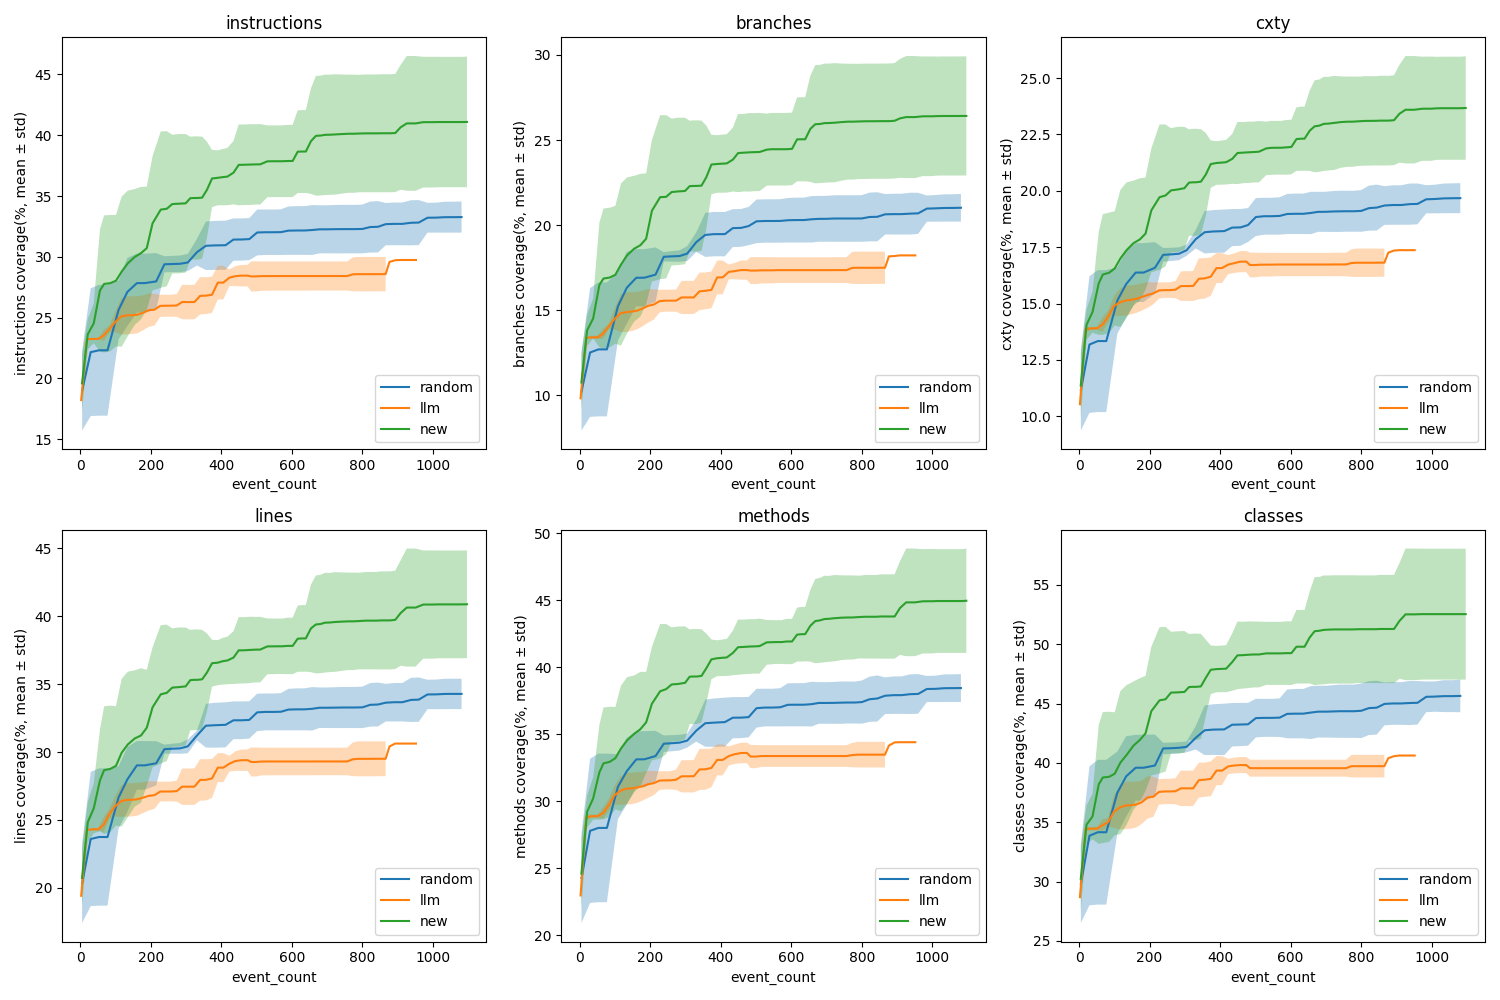 instructions
instructions coverage(%, mean ± std)
45
40
35
30
25
20
15
0 200 400 600 800 1000
event_count
random
llm
new
branches
branches coverage(%, mean ± std)
30
25
20
15
10
0 200 400 600 800 1000
event_count
random
llm
new
cxty
cxty coverage(%, mean ± std)
25.0
22.5
20.0
17.5
15.0
12.5
10.0
0 200 400 600 800 1000
event_count
random
llm
new
lines
lines coverage(%, mean ± std)
45
40
35
30
25
20
0 200 400 600 800 1000
event_count
random
llm
new
methods
methods coverage(%, mean ± std)
50
45
40
35
30
25
20
0 200 400 600 800 1000
event_count
random
llm
new
classes
classes coverage(%, mean ± std)
55
50
45
40
35
30
25
0 200 400 600 800 1000
event_count
random
llm
new